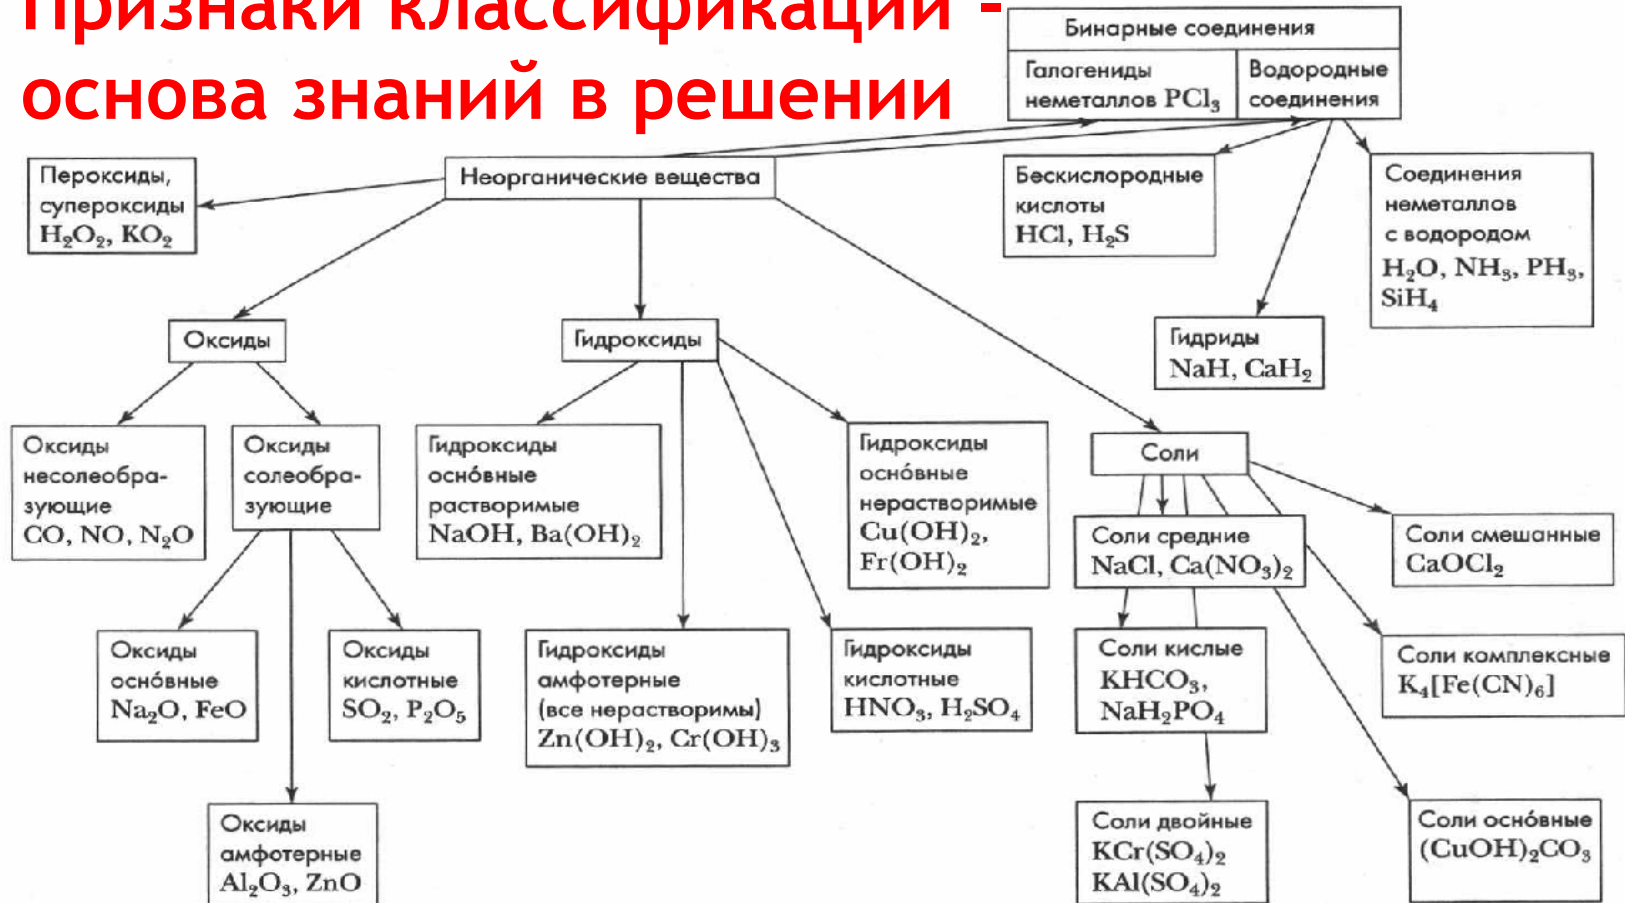 Признаки классификации -
основа знаний в решении
Бинарные соединения
Галогениды
неметаллов PCl₃
Водородные
соединения
Пероксиды,
супероксиды
H₂O₂, KO₂
Неорганические вещества
Бескислородные
кислоты
HCl, H₂S
Соединения
неметаллов
с водородом
H₂O, NH₃, PH₃,
SiH₄
Гидриды
NaH, CaH₂
Оксиды
Гидроксиды
Соли
Оксиды
несолеобра-
зующие
CO, NO, N₂O
Оксиды
солеобра-
зующие
Гидроксиды
оснóвные
растворимые
NaOH, Ba(OH)₂
Гидроксиды
оснóвные
нерастворимые
Cu(OH)₂,
Fr(OH)₂
Соли средние
NaCl, Ca(NO₃)₂
Соли смешанные
CaOCl₂
Оксиды
оснóвные
Na₂O, FeO
Оксиды
кислотные
SO₂, P₂O₅
Гидроксиды
амфотерные
(все нерастворимы)
Zn(OH)₂, Cr(OH)₃
Гидроксиды
кислотные
HNO₃, H₂SO₄
Соли кислые
KHCO₃,
NaH₂PO₄
Соли комплексные
K₄[Fe(CN)₆]
Оксиды
амфотерные
Al₂O₃, ZnO
Соли двойные
KCr(SO₄)₂
KAl(SO₄)₂
Соли оснóвные
(CuOH)₂CO₃